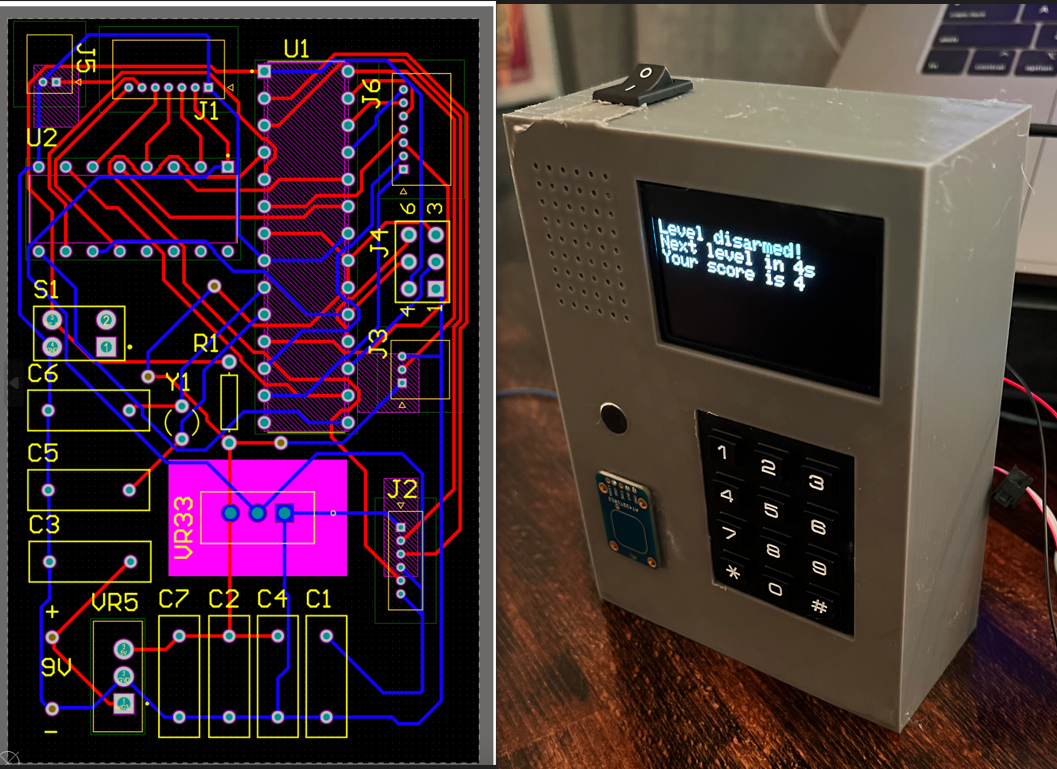 J5
J1
U1
J6
U2
6 3
J4
4 1
S1
2
1
R1
J3
C6
Y1
C5
J2
VR33
C3
+
VR5
C7
C2
C4
C1
9V
-
O
Level disarmed!
Next level in 4s
Your score is 4
1 2 3
4 5 6
7 8 9
* 0 #
control
option